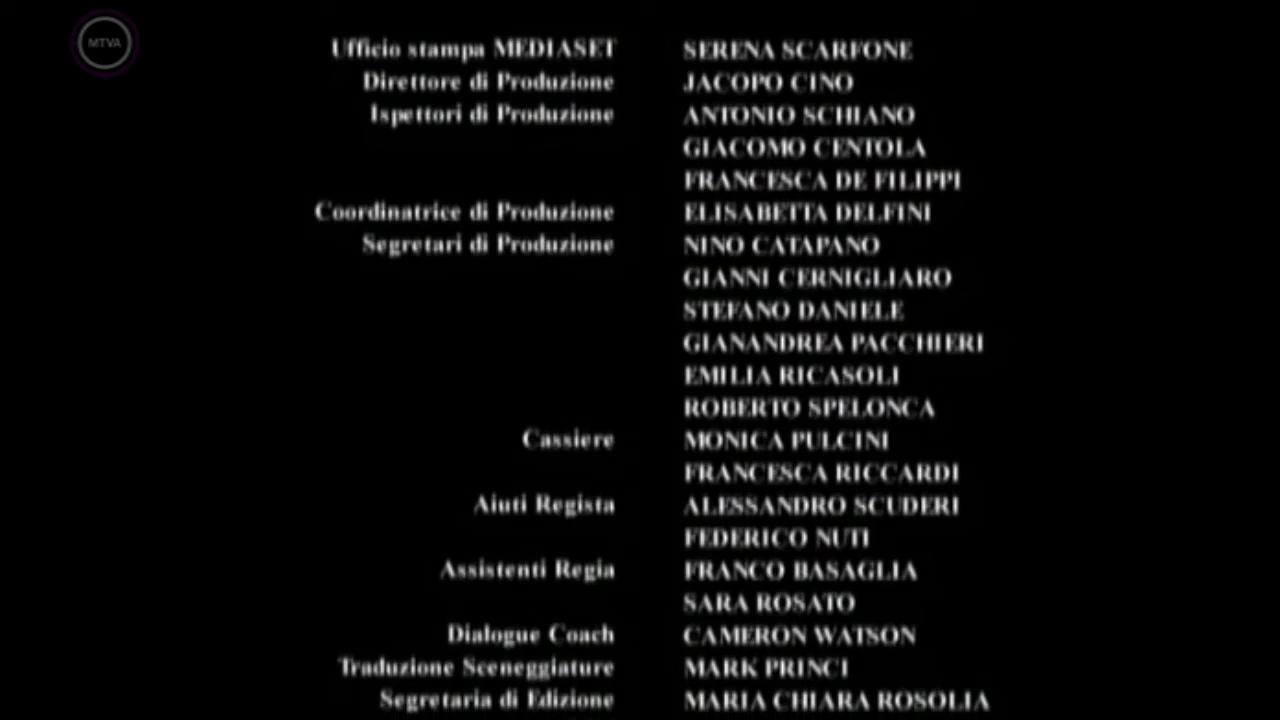 MTVA
Ufficio stampa MEDIASET SERENA SCARFONE
Direttore di Produzione JACOPO CINO
Ispettori di Produzione ANTONIO SCHIANO
GIACOMO CENTOLA
FRANCESCA DE FILIPPI
Coordinatrice di Produzione ELISABETTA DELFINI
Segretari di Produzione NINO CATAPANO
GIANNI CERNIGLIARO
STEFANO DANIELE
GIANANDREA PACCHIERI
EMILIA RICASOLI
ROBERTO SPELONCA
Cassiere MONICA PULCINI
FRANCESCA RICCARDI
Aiuti Regista ALESSANDRO SCUDERI
FEDERICO NUTI
Assistenti Regia FRANCO BASAGLIA
SARA ROSATO
Dialogue Coach CAMERON WATSON
Traduzione Sceneggiature MARK PRINCI
Segretaria di Edizione MARIA CHIARA ROSOLIA